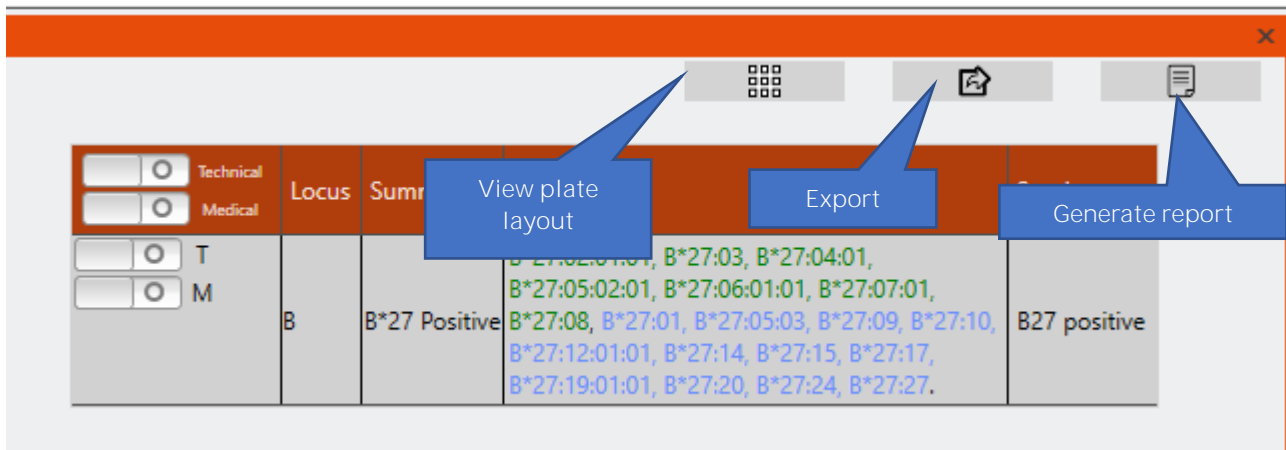 ×
View plate
layout
Export
Generate report
Technical
Medical
Locus
T
M
B
B*27 Positive
B*27:03, B*27:04:01,
B*27:05:02:01, B*27:06:01:01, B*27:07:01,
B*27:08, B*27:01, B*27:05:03, B*27:09, B*27:10,
B*27:12:01:01, B*27:14, B*27:15, B*27:17,
B*27:19:01:01, B*27:20, B*27:24, B*27:27.
B27 positive